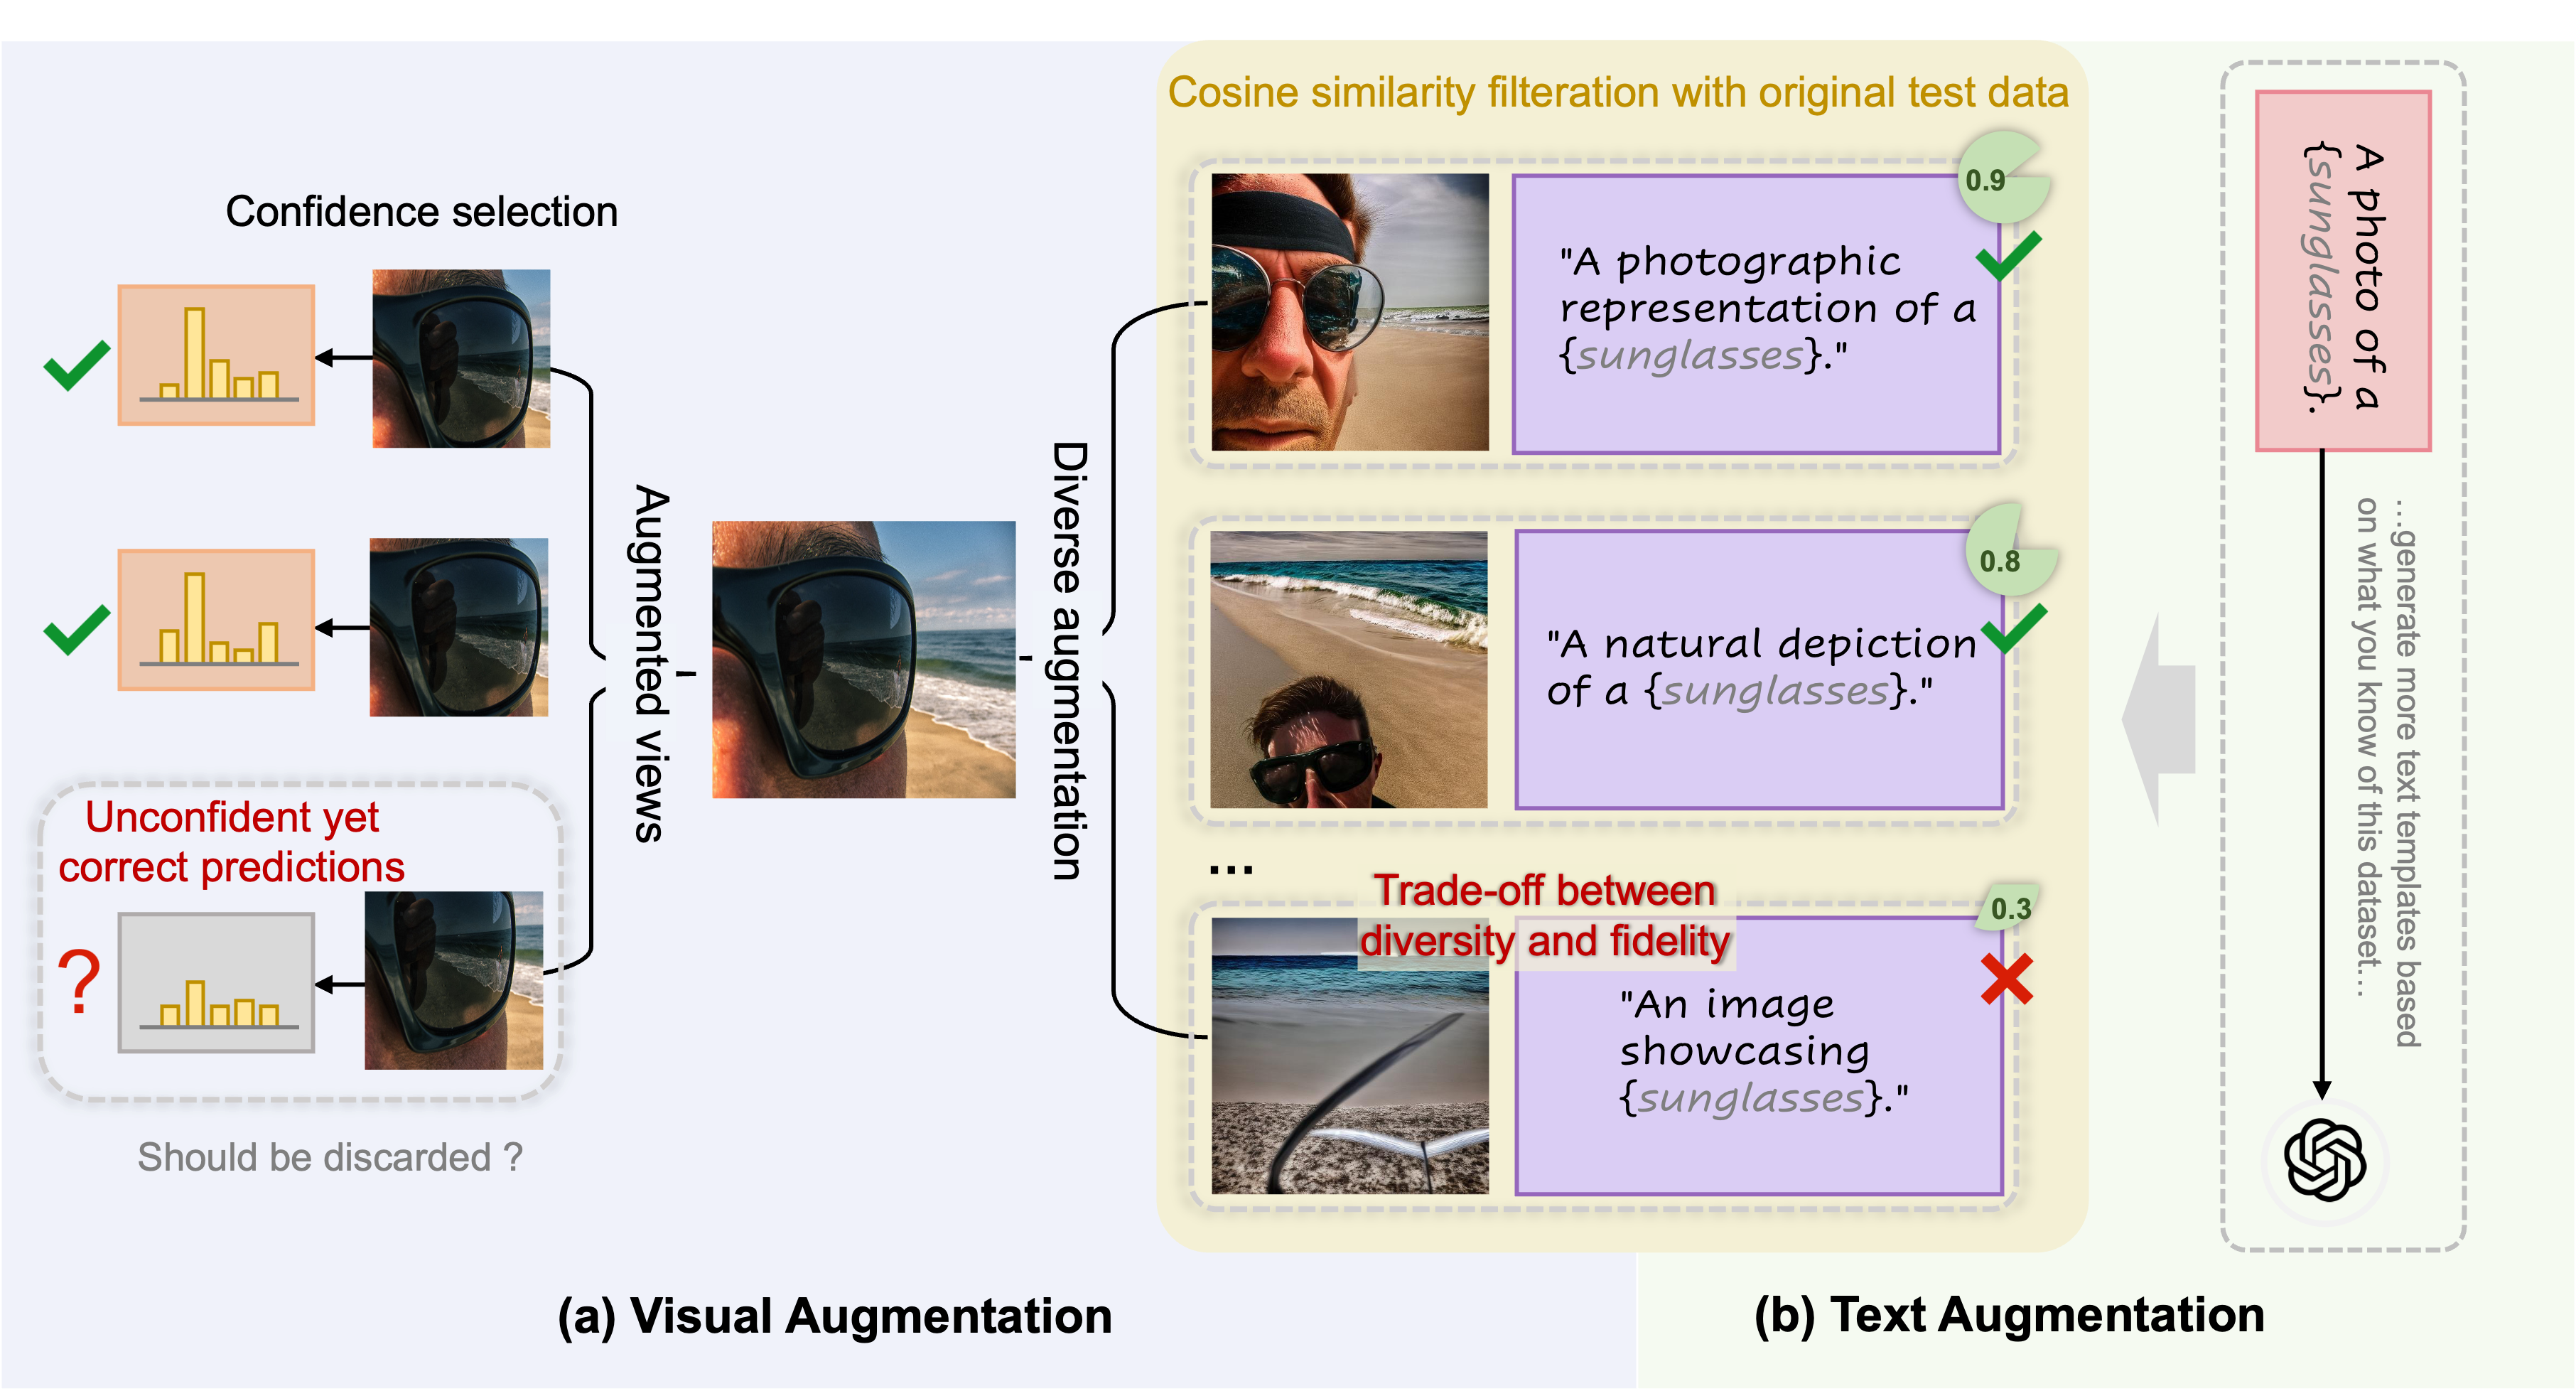 Confidence selection
Unconfident yet
correct predictions
?
Should be discarded ?
Augmented views
Diverse augmentation
Cosine similarity filteration with original test data
0.9
"A photographic
representation of a
{sunglasses}."
0.8
"A natural depiction
of a {sunglasses}."
...
Trade-off between
diversity and fidelity
0.3
"An image
showcasing
{sunglasses}."
A photo of a
{sunglasses}.
...generate more text templates based
on what you know of this dataset...
(a) Visual Augmentation
(b) Text Augmentation